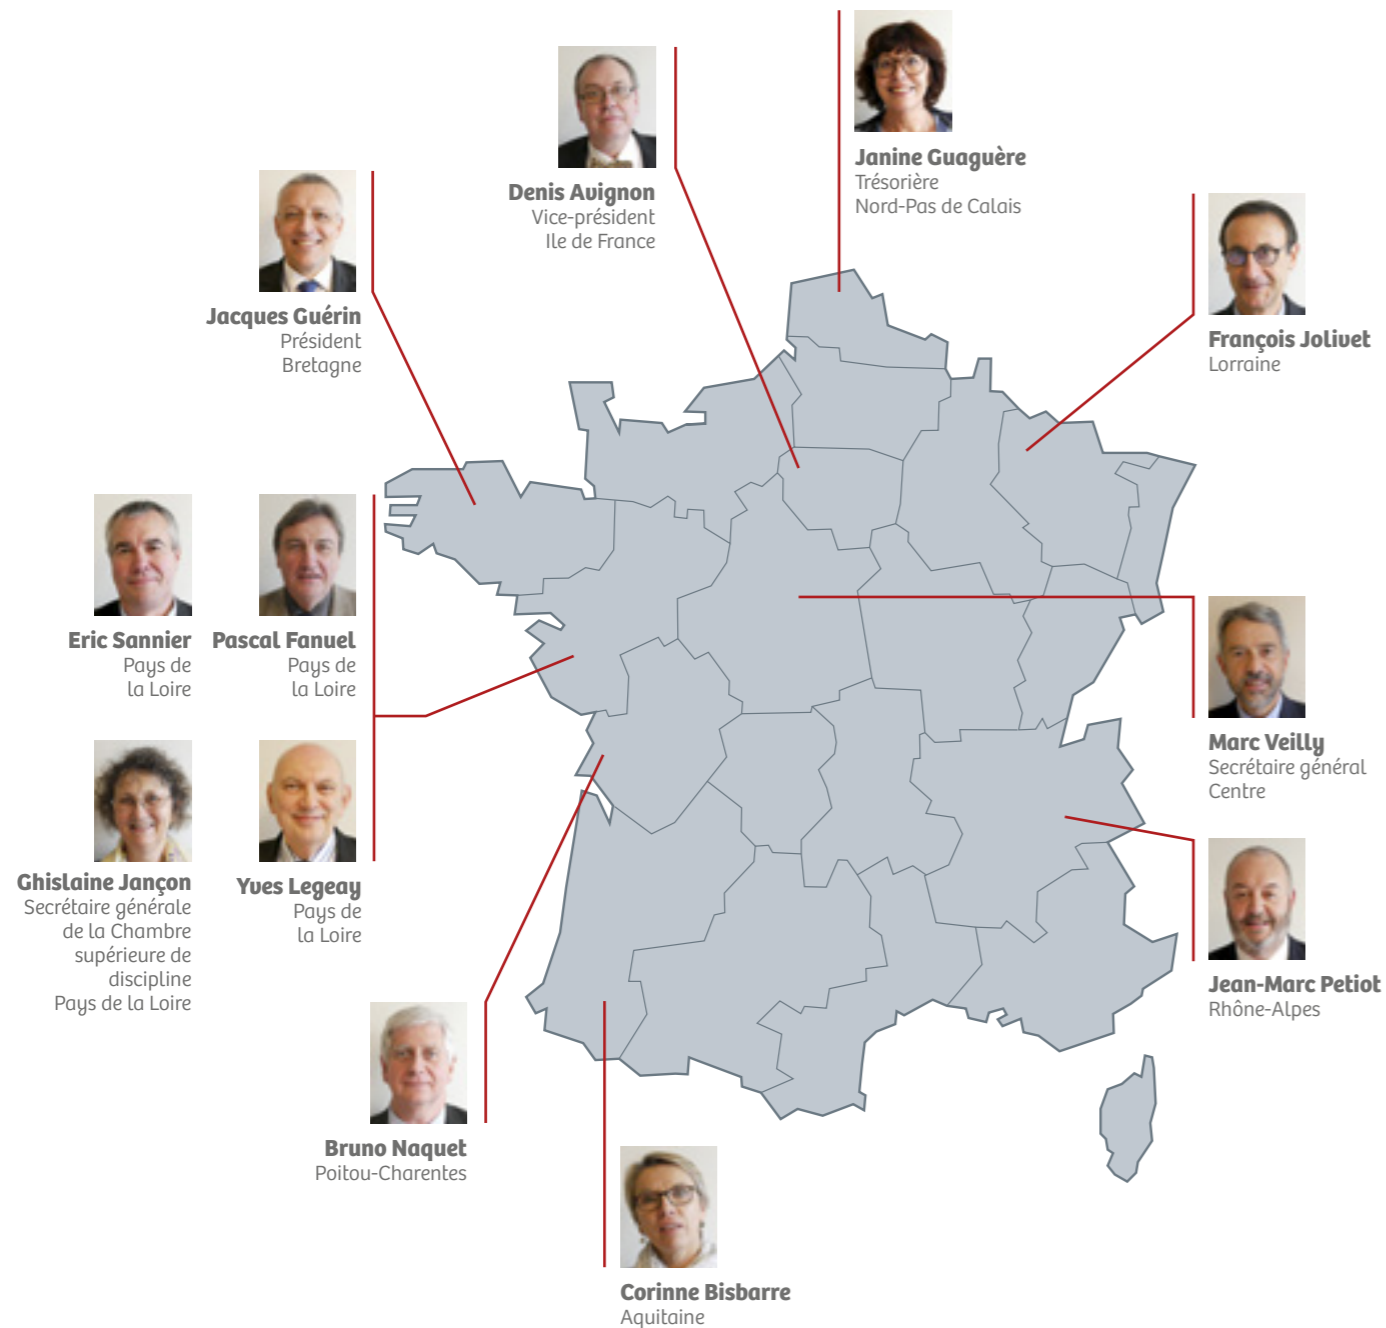 Janine Guaguère
Trésorière
Nord-Pas de Calais
Denis Avignon
Vice-président
Ile de France
Jacques Guérin
Président
Bretagne
François Jolivet
Lorraine
Eric Sannier
Pays de
la Loire
Pascal Fanuel
Pays de
la Loire
Marc Veilly
Secrétaire général
Centre
Ghislaine Jançon
Secrétaire générale
de la Chambre
supérieure de
discipline
Pays de la Loire
Yves Legeay
Pays de
la Loire
Jean-Marc Petiot
Rhône-Alpes
Bruno Naquet
Poitou-Charentes
Corinne Bisbarre
Aquitaine